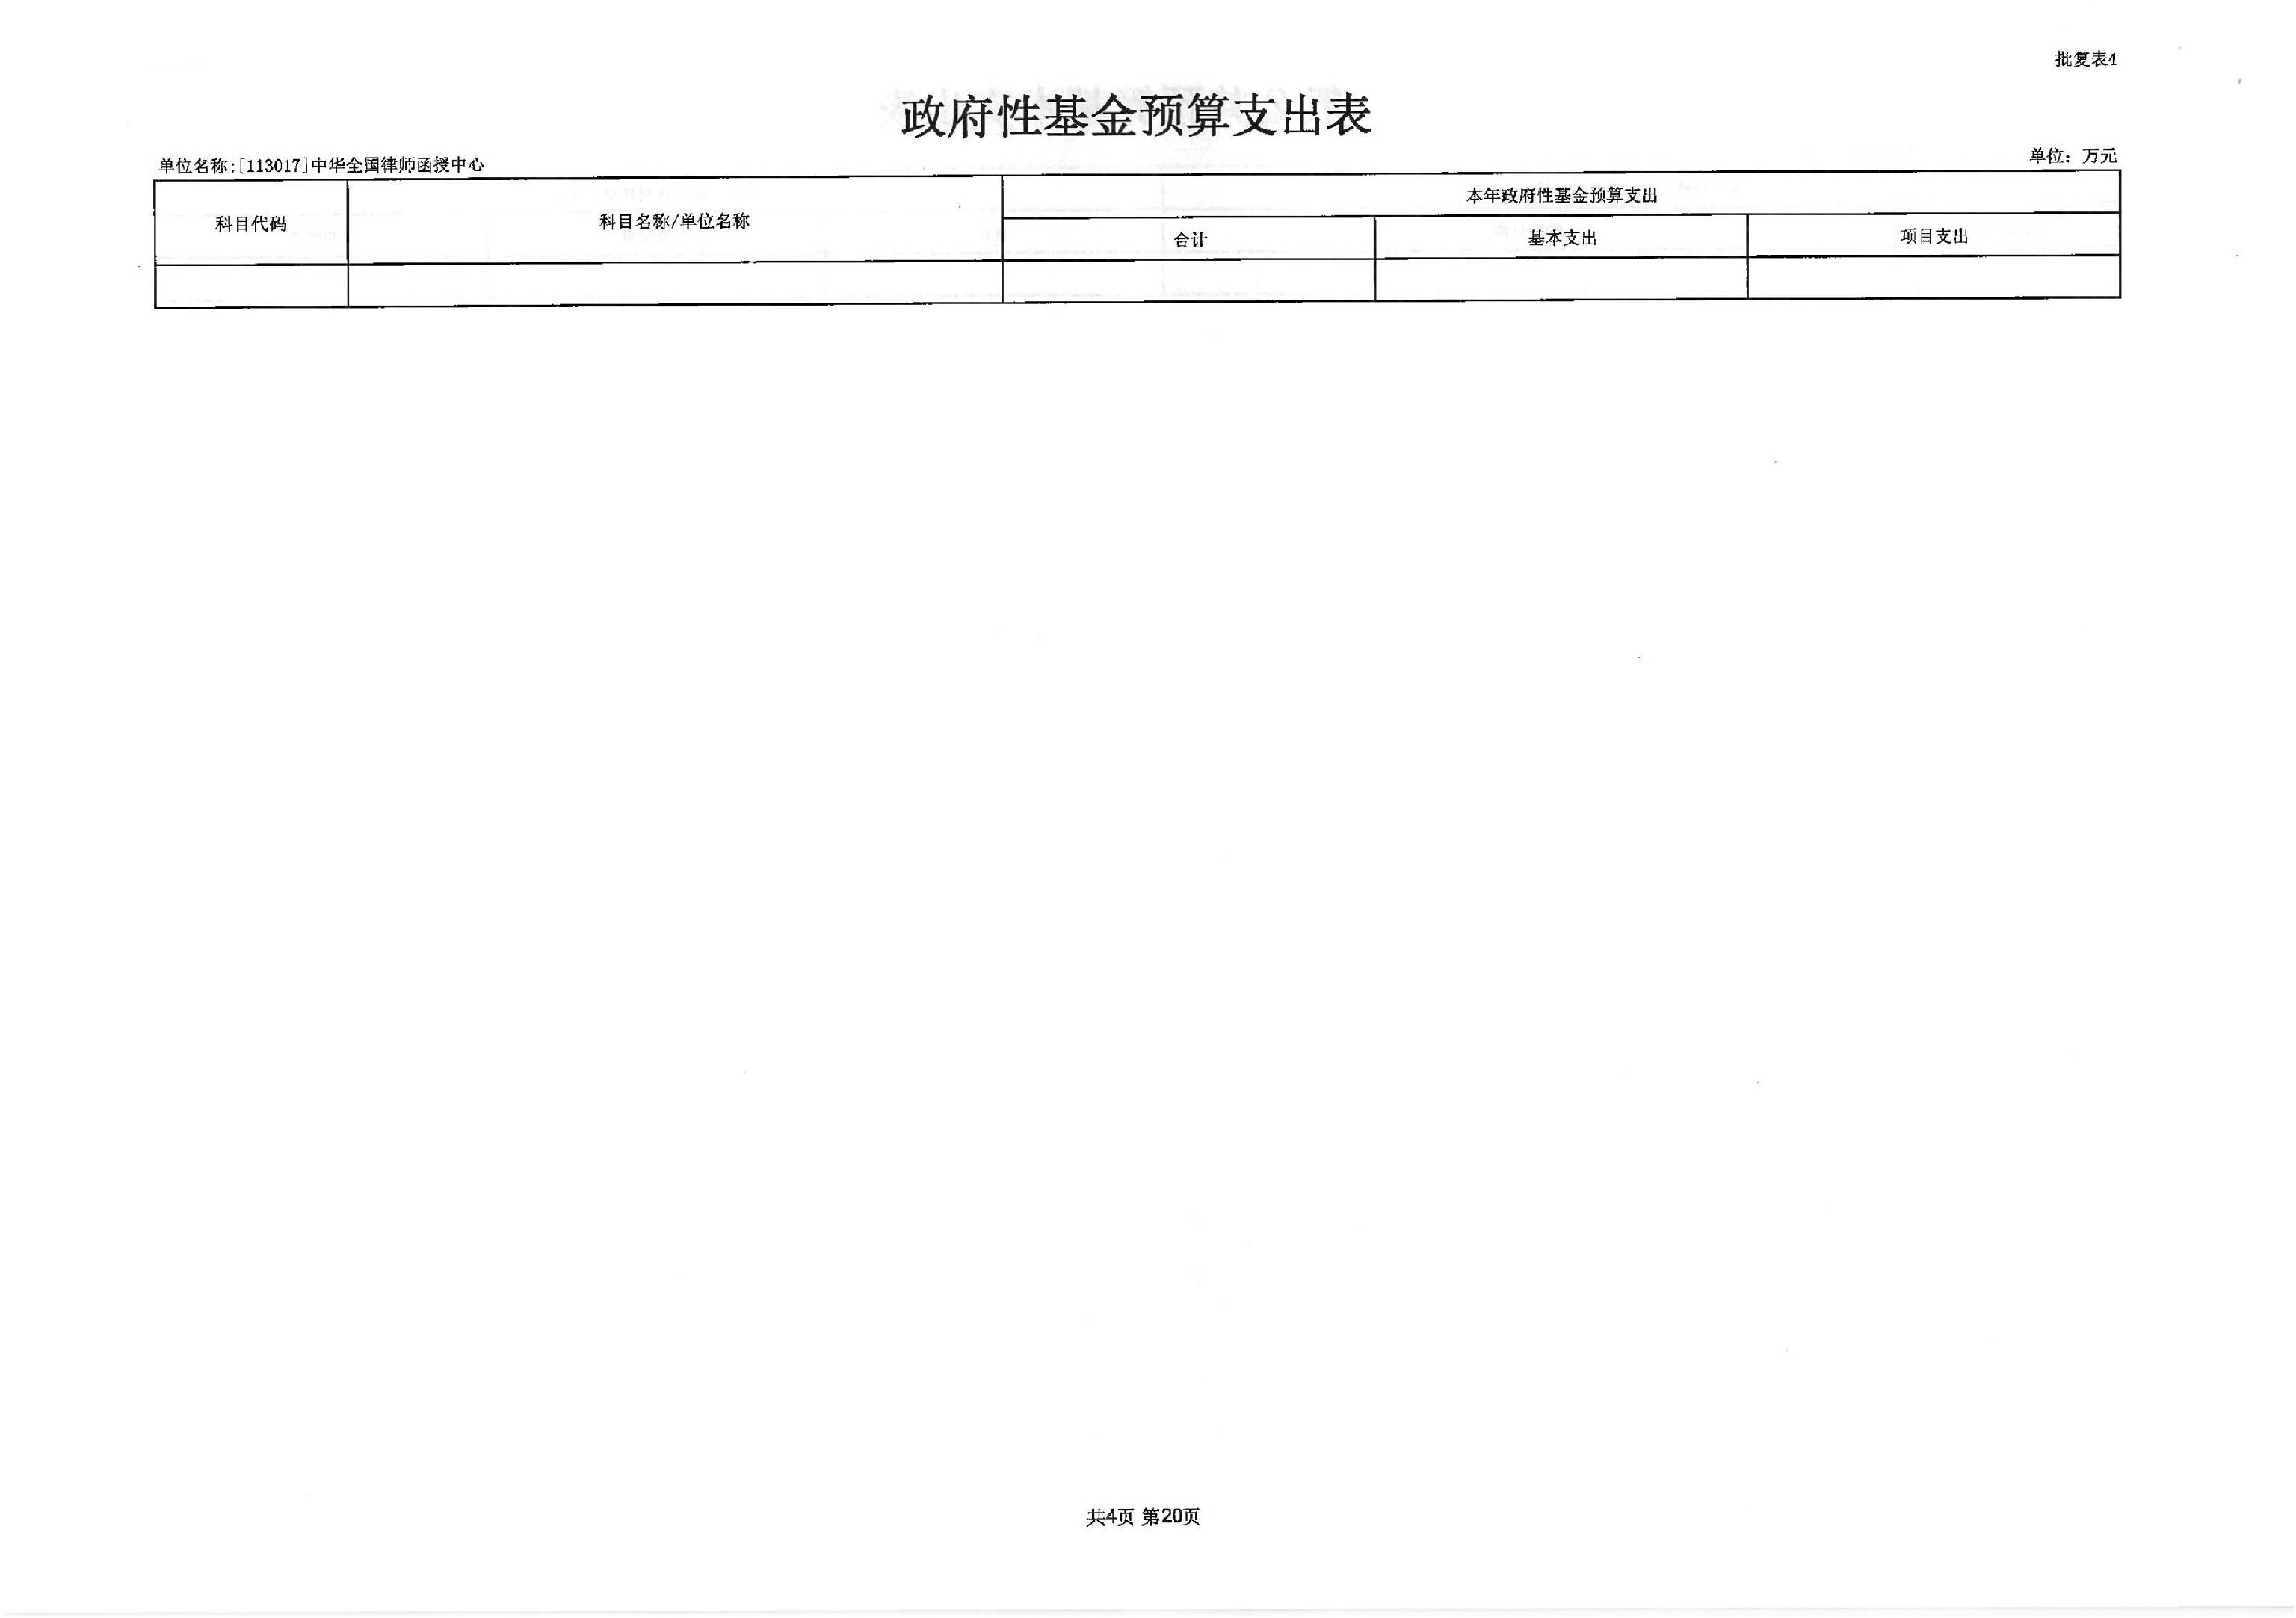 批复表4
政府性基金预算支出表
单位名称:[113017]中华全国律师函授中心
单位：万元
科目代码
科目名称/单位名称
本年政府性基金预算支出
合计
基本支出
项目支出
共4页 第20页